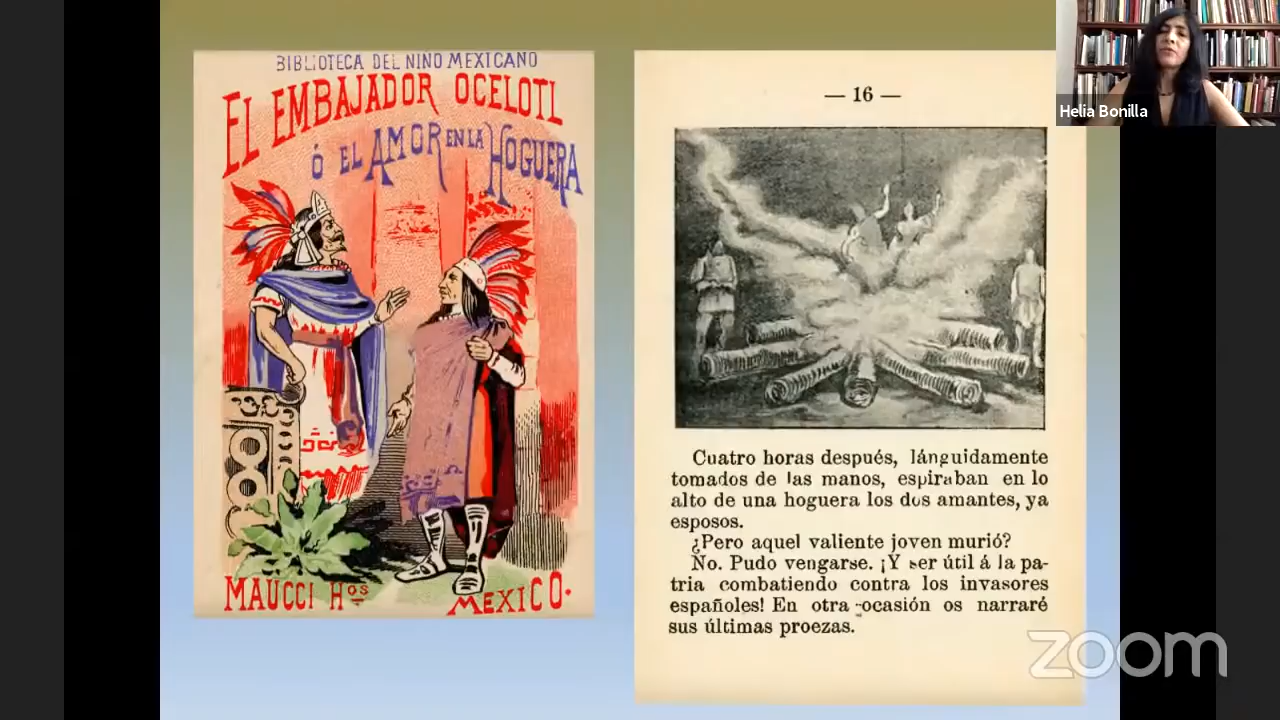 BIBLIOTECA DEL NIÑO MEXICANO
EL EMBAJADOR OCELOTL
Ó EL AMOR EN LA HOGUERA
MAUCCI Hos MEXICO.
— 16 —
Cuatro horas después, lánguidamente
tomados de las manos, espiraban en lo
alto de una hoguera los dos amantes, ya
esposos.
¿Pero aquel valiente joven murió?
No. Pudo vengarse. ¡Y ser útil á la pa-
tria combatiendo contra los invasores
españoles! En otra ocasión os narraré
sus últimas proezas.
Helia Bonilla
zoom